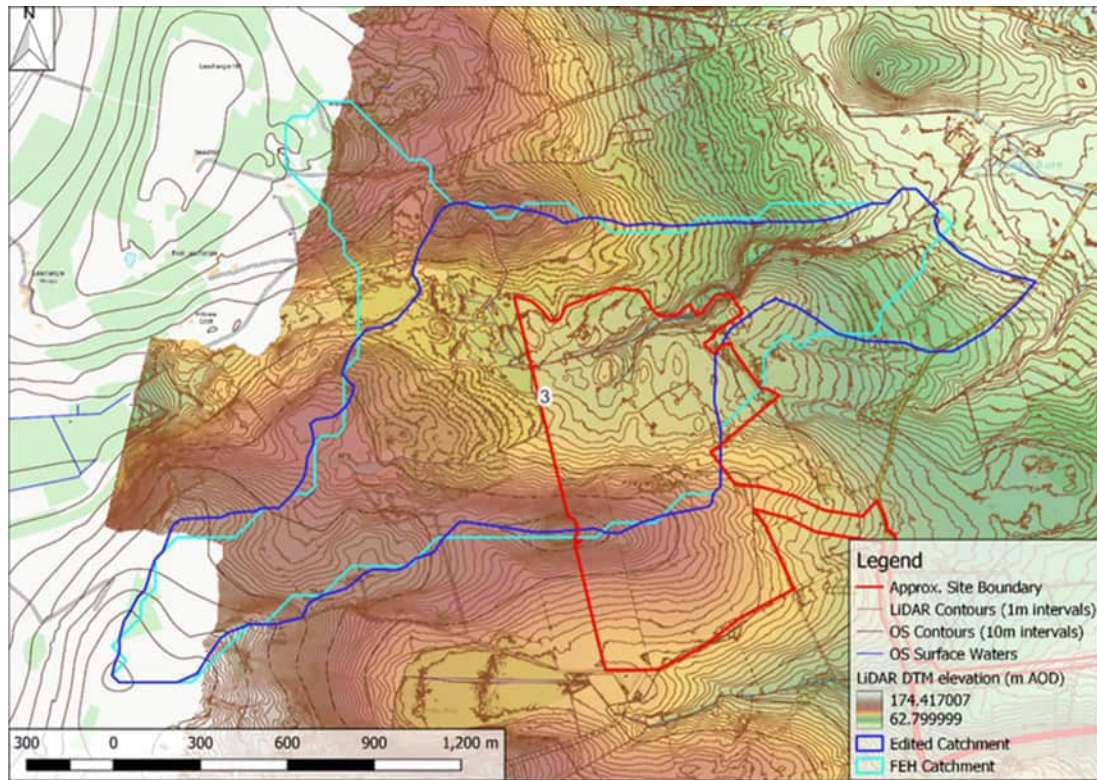 N
3
Legend
Approx. Site Boundary
LiDAR Contours (1m intervals)
OS Contours (10m intervals)
OS Surface Waters
LiDAR DTM elevation (m AOD)
174.417007
62.799999
Edited Catchment
FEH Catchment
300 0 300 600 900 1,200 m